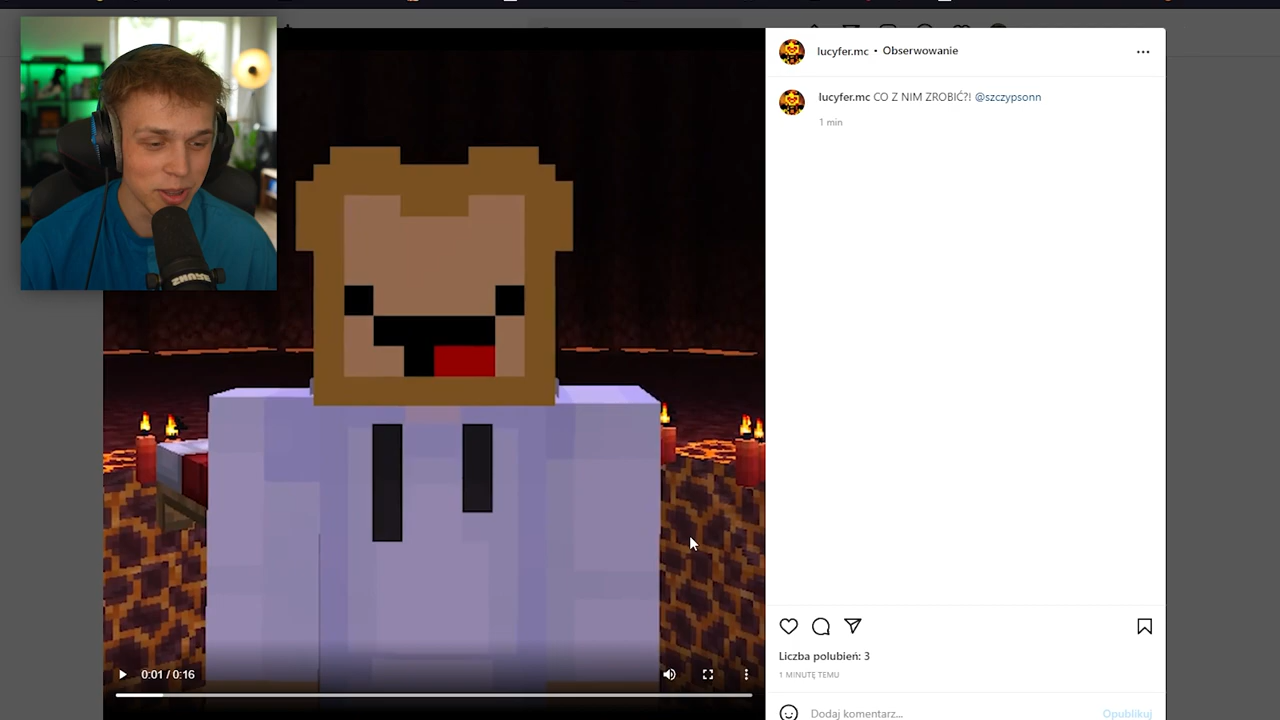 lucyfer.mc • Obserwowanie
lucyfer.mc CO Z NIM ZROBIĆ?! @szczypsonn
1 min
0:01 / 0:16
Liczba polubień: 3
1 MINUTĘ TEMU
Dodaj komentarz...
Opublikuj